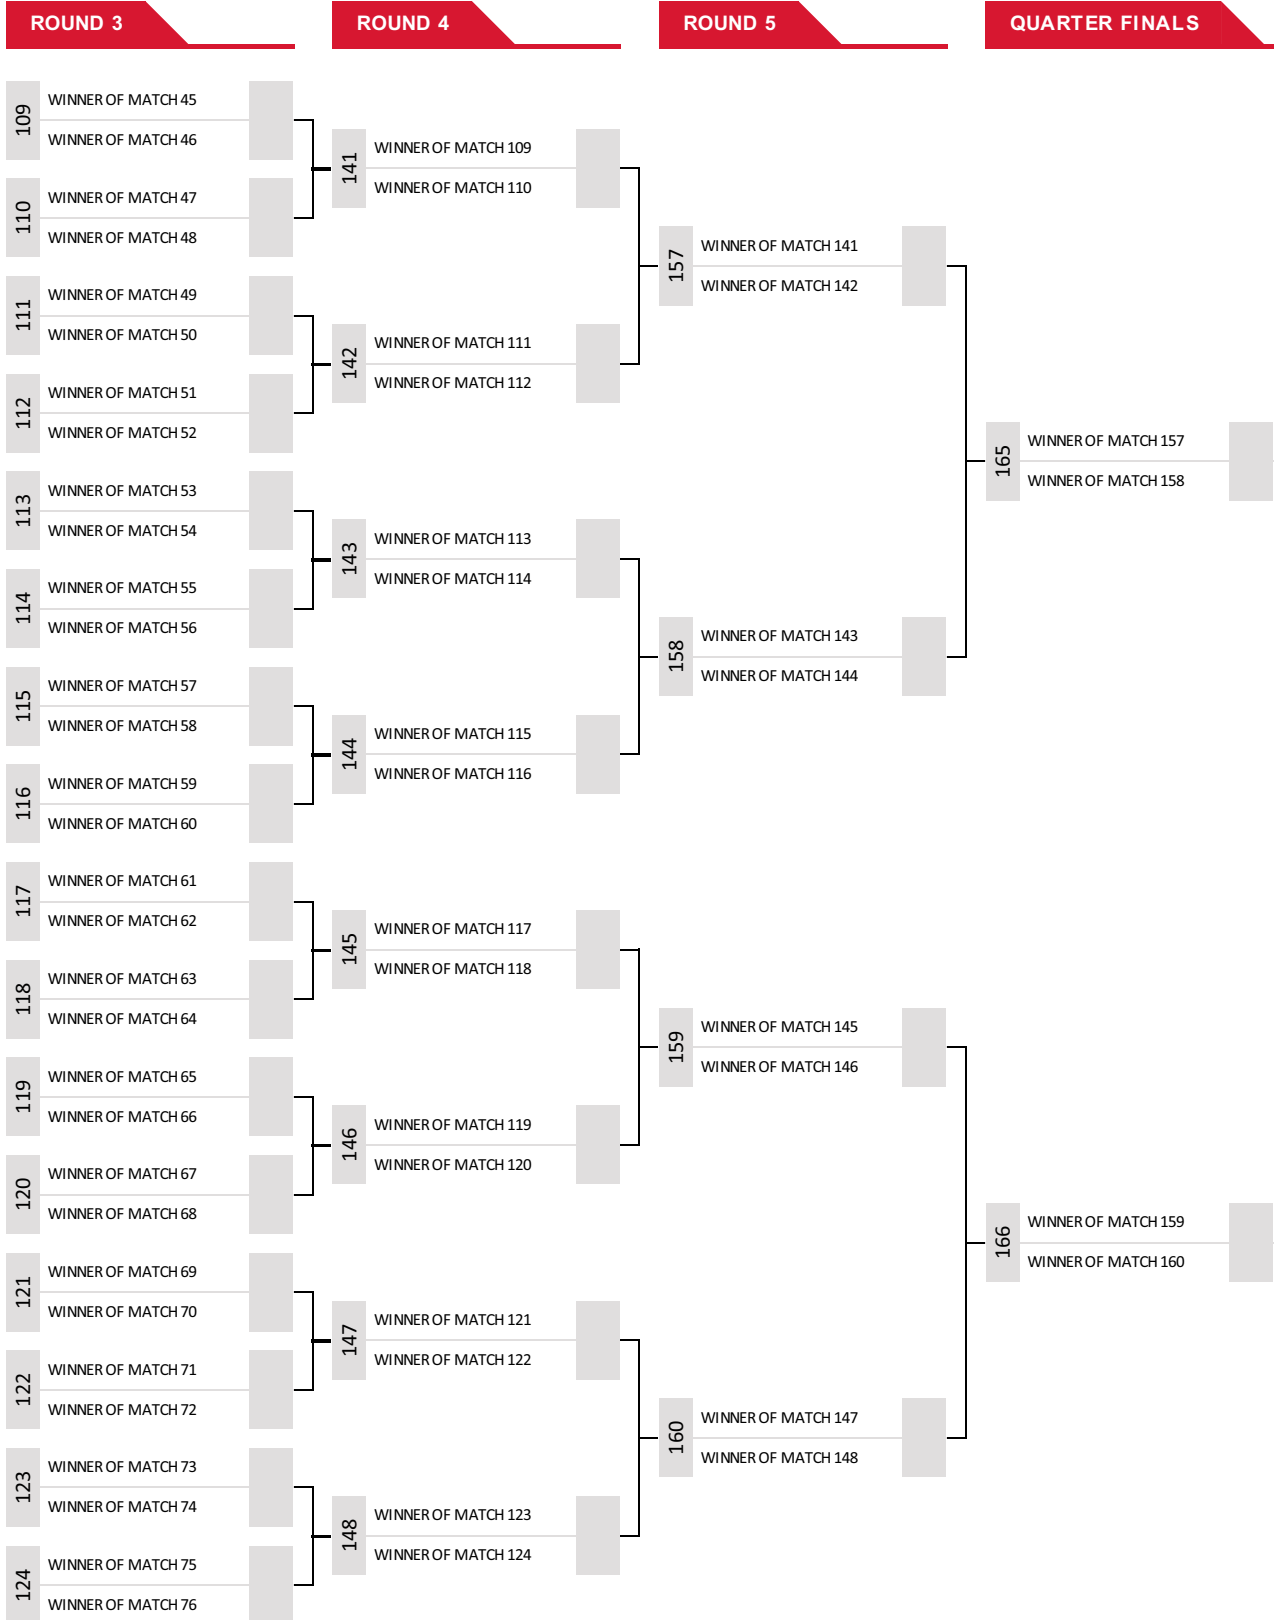 ROUND 3
ROUND 4
ROUND 5
QUARTER FINALS
109
WINNER OF MATCH 45
WINNER OF MATCH 46
110
WINNER OF MATCH 47
WINNER OF MATCH 48
111
WINNER OF MATCH 49
WINNER OF MATCH 50
112
WINNER OF MATCH 51
WINNER OF MATCH 52
113
WINNER OF MATCH 53
WINNER OF MATCH 54
114
WINNER OF MATCH 55
WINNER OF MATCH 56
115
WINNER OF MATCH 57
WINNER OF MATCH 58
116
WINNER OF MATCH 59
WINNER OF MATCH 60
117
WINNER OF MATCH 61
WINNER OF MATCH 62
118
WINNER OF MATCH 63
WINNER OF MATCH 64
119
WINNER OF MATCH 65
WINNER OF MATCH 66
120
WINNER OF MATCH 67
WINNER OF MATCH 68
121
WINNER OF MATCH 69
WINNER OF MATCH 70
122
WINNER OF MATCH 71
WINNER OF MATCH 72
123
WINNER OF MATCH 73
WINNER OF MATCH 74
124
WINNER OF MATCH 75
WINNER OF MATCH 76
141
WINNER OF MATCH 109
WINNER OF MATCH 110
142
WINNER OF MATCH 111
WINNER OF MATCH 112
143
WINNER OF MATCH 113
WINNER OF MATCH 114
144
WINNER OF MATCH 115
WINNER OF MATCH 116
145
WINNER OF MATCH 117
WINNER OF MATCH 118
146
WINNER OF MATCH 119
WINNER OF MATCH 120
147
WINNER OF MATCH 121
WINNER OF MATCH 122
148
WINNER OF MATCH 123
WINNER OF MATCH 124
157
WINNER OF MATCH 141
WINNER OF MATCH 142
158
WINNER OF MATCH 143
WINNER OF MATCH 144
159
WINNER OF MATCH 145
WINNER OF MATCH 146
160
WINNER OF MATCH 147
WINNER OF MATCH 148
165
WINNER OF MATCH 157
WINNER OF MATCH 158
166
WINNER OF MATCH 159
WINNER OF MATCH 160